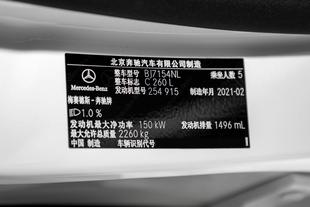 北京奔驰汽车有限公司制造
Mercedes-Benz
整车型号 BJ7154NL 乘坐人数 5
整车型号 C 260 L
发动机型号 254 915 制造年月 2021-02
梅赛德斯-奔驰牌
1.0 %
发动机最大净功率 150 kW 发动机排量 1496 mL
最大允许总质量 2260 kg
中国 制造 车辆识别代号